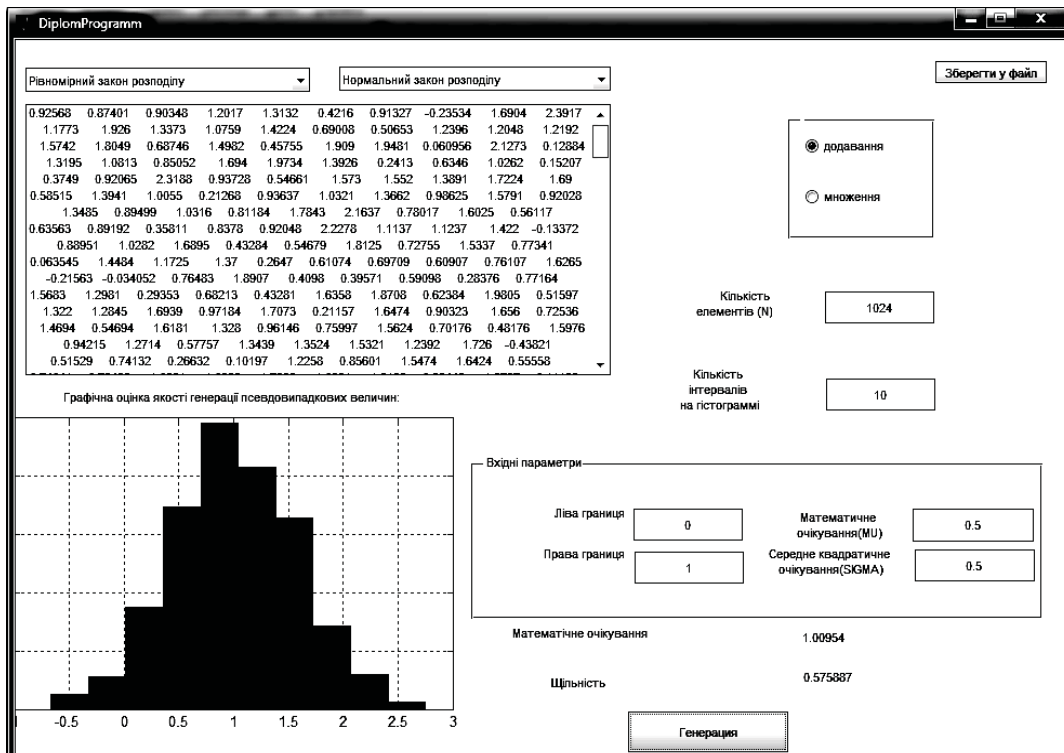 DiplomProgramm
Рівномірний закон розподілу
Нормальний закон розподілу
Зберегти у файл
0.92568 0.87401 0.90348 1.2017 1.3132 0.4216 0.91327 -0.23534 1.6904 2.3917
1.1773 1.926 1.3373 1.0759 1.4224 0.69008 0.50653 1.2396 1.2048 1.2192
1.5742 1.8049 0.68746 1.4982 0.45755 1.909 1.9481 0.060956 2.1273 0.12884
1.3195 1.0813 0.85052 1.694 1.9734 1.3926 0.2413 0.6346 1.0262 0.15207
0.3749 0.92065 2.3188 0.93728 0.54661 1.573 1.552 1.3891 1.7224 1.69
0.58515 1.3941 1.0055 0.21268 0.93637 1.0321 1.3662 0.98625 1.5791 0.92028
1.3485 0.89499 1.0316 0.81184 1.7843 2.1637 0.78017 1.6025 0.56117
0.63563 0.89192 0.35811 0.8378 0.92048 2.2278 1.1137 1.1237 1.422 -0.13372
0.88951 1.0282 1.6895 0.43284 0.54679 1.8125 0.72755 1.5337 0.77341
0.063545 1.4484 1.1725 1.37 0.2647 0.61074 0.69709 0.60907 0.76107 1.6265
-0.21563 -0.034052 0.76483 1.8907 0.4098 0.39571 0.59098 0.28376 0.77164
1.5683 1.2981 0.29353 0.68213 0.43281 1.6358 1.8708 0.62384 1.9805 0.51597
1.322 1.2845 1.6939 0.97184 1.7073 0.21157 1.6474 0.90323 1.656 0.72536
1.4694 0.54694 1.6181 1.328 0.96146 0.75997 1.5624 0.70176 0.48176 1.5976
0.94215 1.2714 0.57757 1.3439 1.3524 1.5321 1.2392 1.726 -0.43821
0.51529 0.74132 0.26632 0.10197 1.2258 0.85601 1.5474 1.6424 0.55558
додавання
множення
Кількість
елементів (N)
1024
Кількість
інтервалів
на гістограммі
10
Графічна оцінка якості генерації псевдовипадкових величин:
-0.5 0 0.5 1 1.5 2 2.5 3
Вхідні параметри
Ліва границя
0
Математичне
очікування(MU)
0.5
Права границя
1
Середне квадратичне
очікування(SIGMA)
0.5
Математічне очікування
1.00954
Щільність
0.575887
Генерация